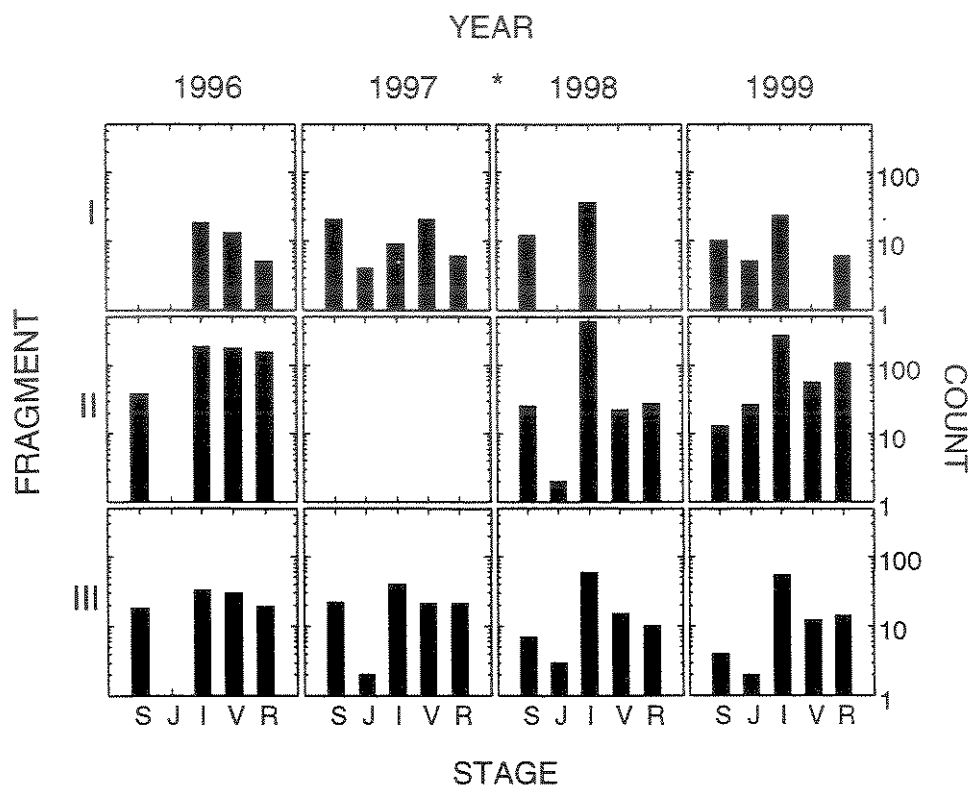 YEAR
1996 1997 * 1998 1999
I
100
10
1
FRAGMENT
II
100
10
1
COUNT
III
100
10
1
S J I V R S J I V R S J I V R S J I V R
STAGE